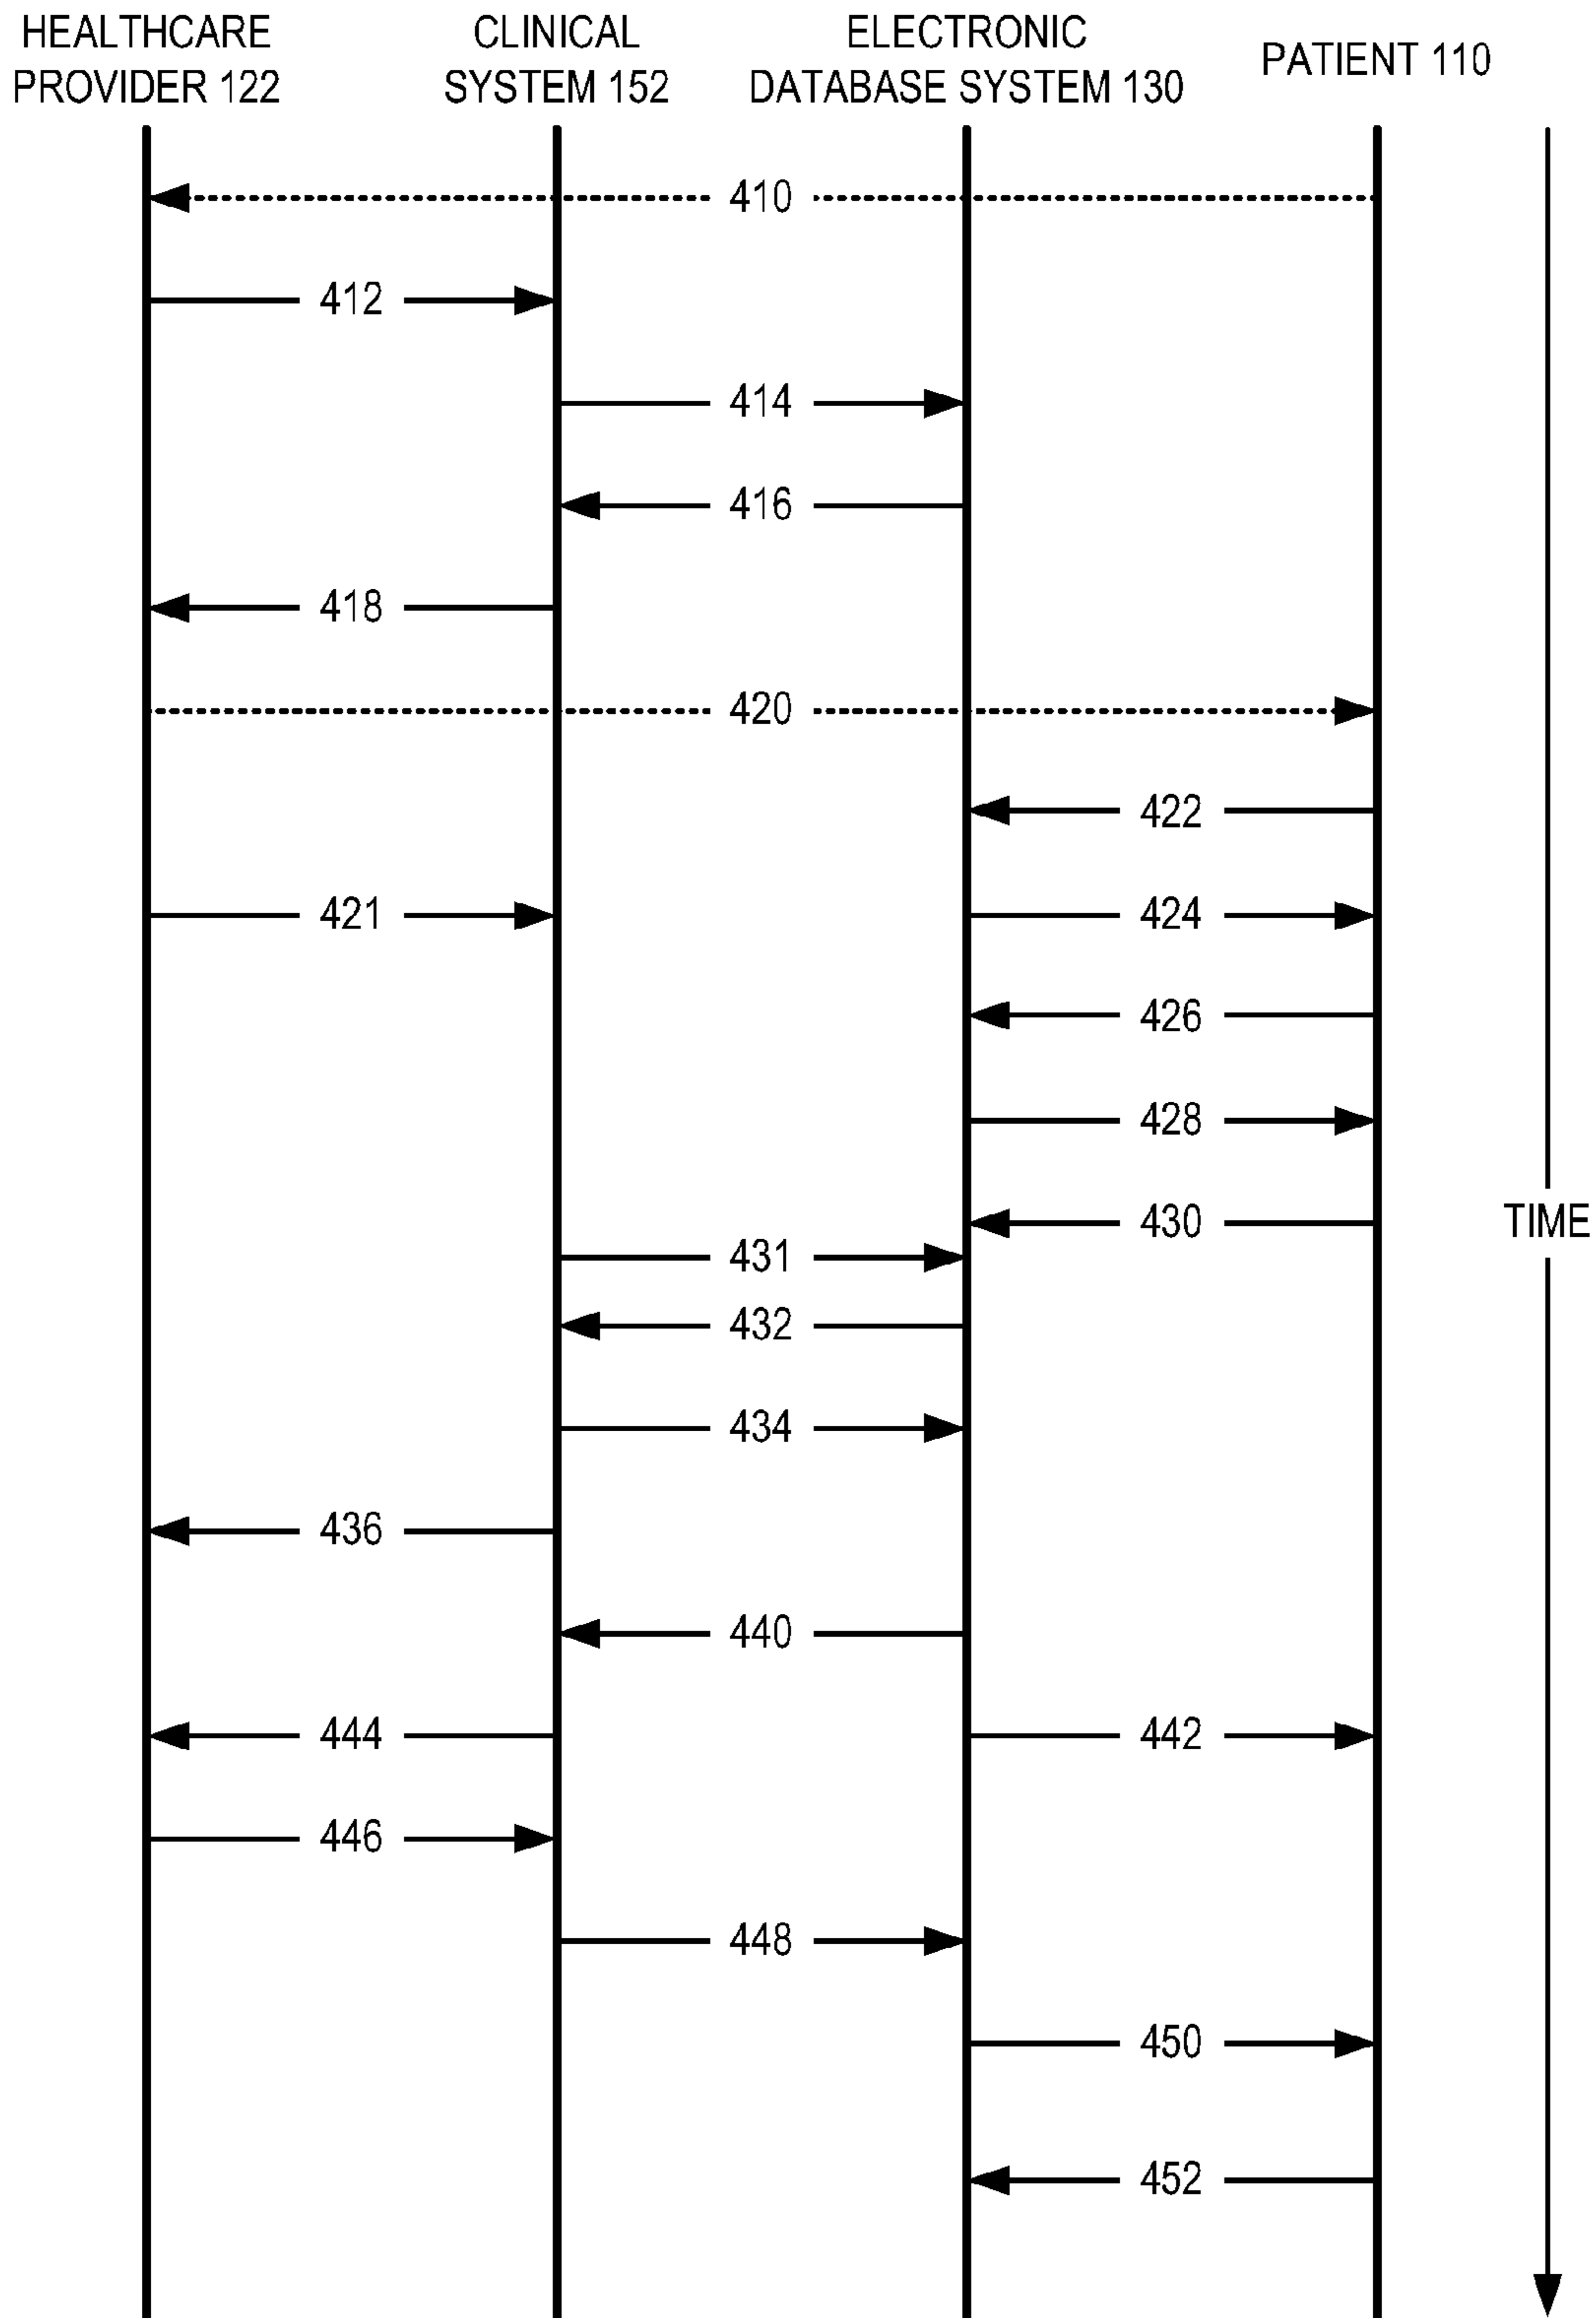 HEALTHCARE
PROVIDER 122
CLINICAL
SYSTEM 152
ELECTRONIC
DATABASE SYSTEM 130
PATIENT 110
410
412
414
416
418
420
422
421
424
426
428
430
TIME
431
432
434
436
440
444
442
446
448
450
452